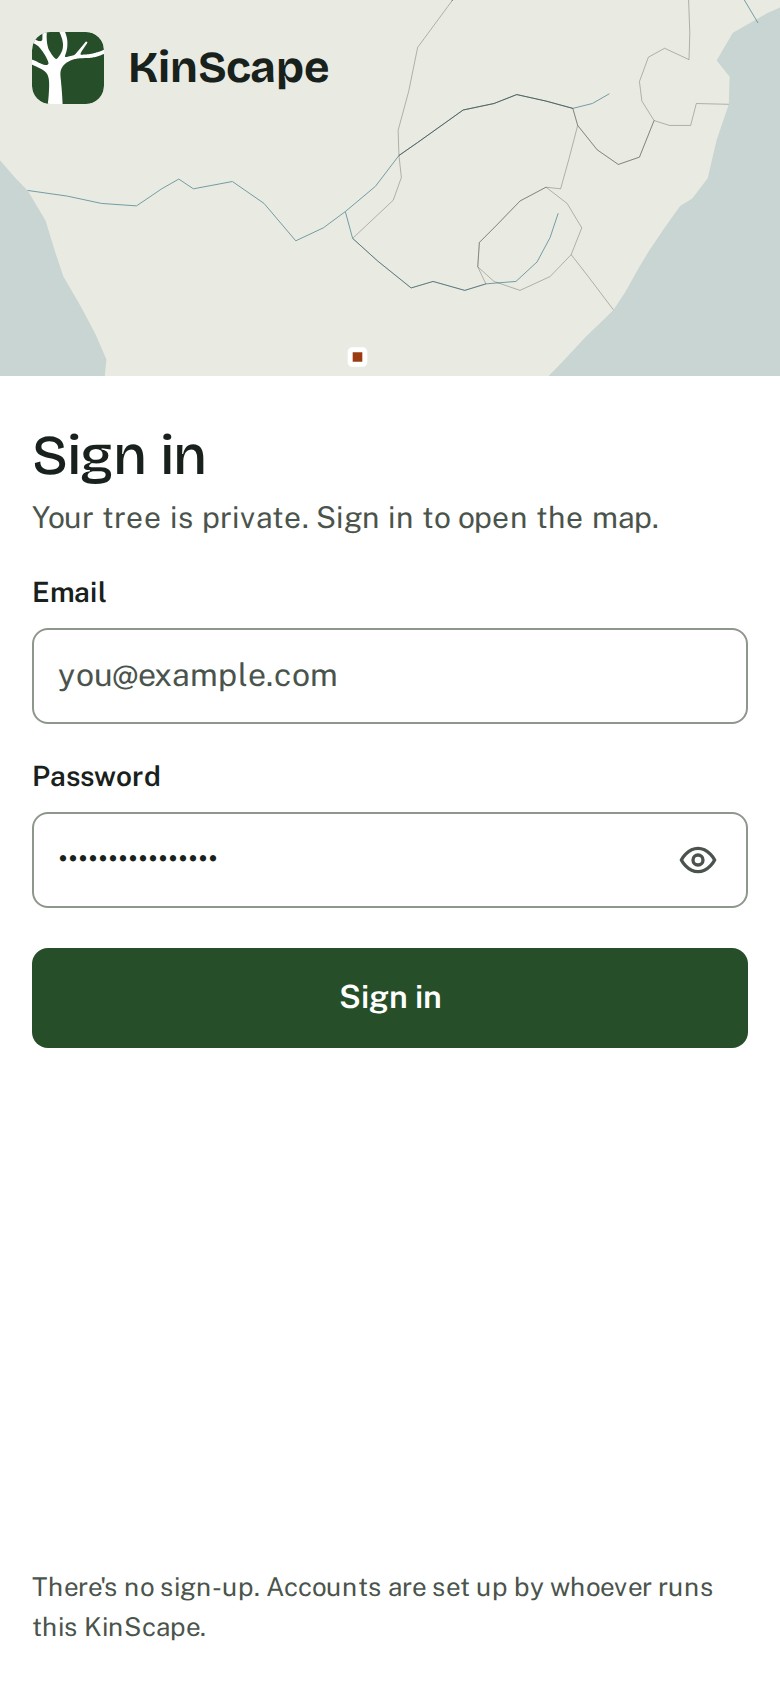 KinScape
Sign in
Your tree is private. Sign in to open the map.
Email
you@example.com
Password
••••••••••••••••
Sign in
There's no sign-up. Accounts are set up by whoever runs
this KinScape.